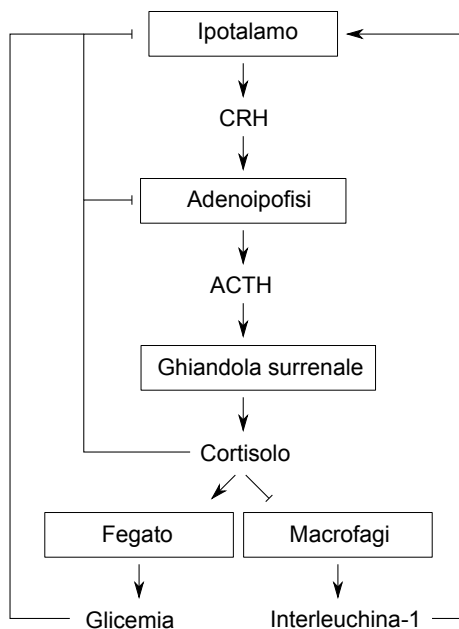 Ipotalamo
CRH
Adenoipofisi
ACTH
Ghiandola surrenale
Cortisolo
Fegato
Macrofagi
Glicemia
Interleuchina-1